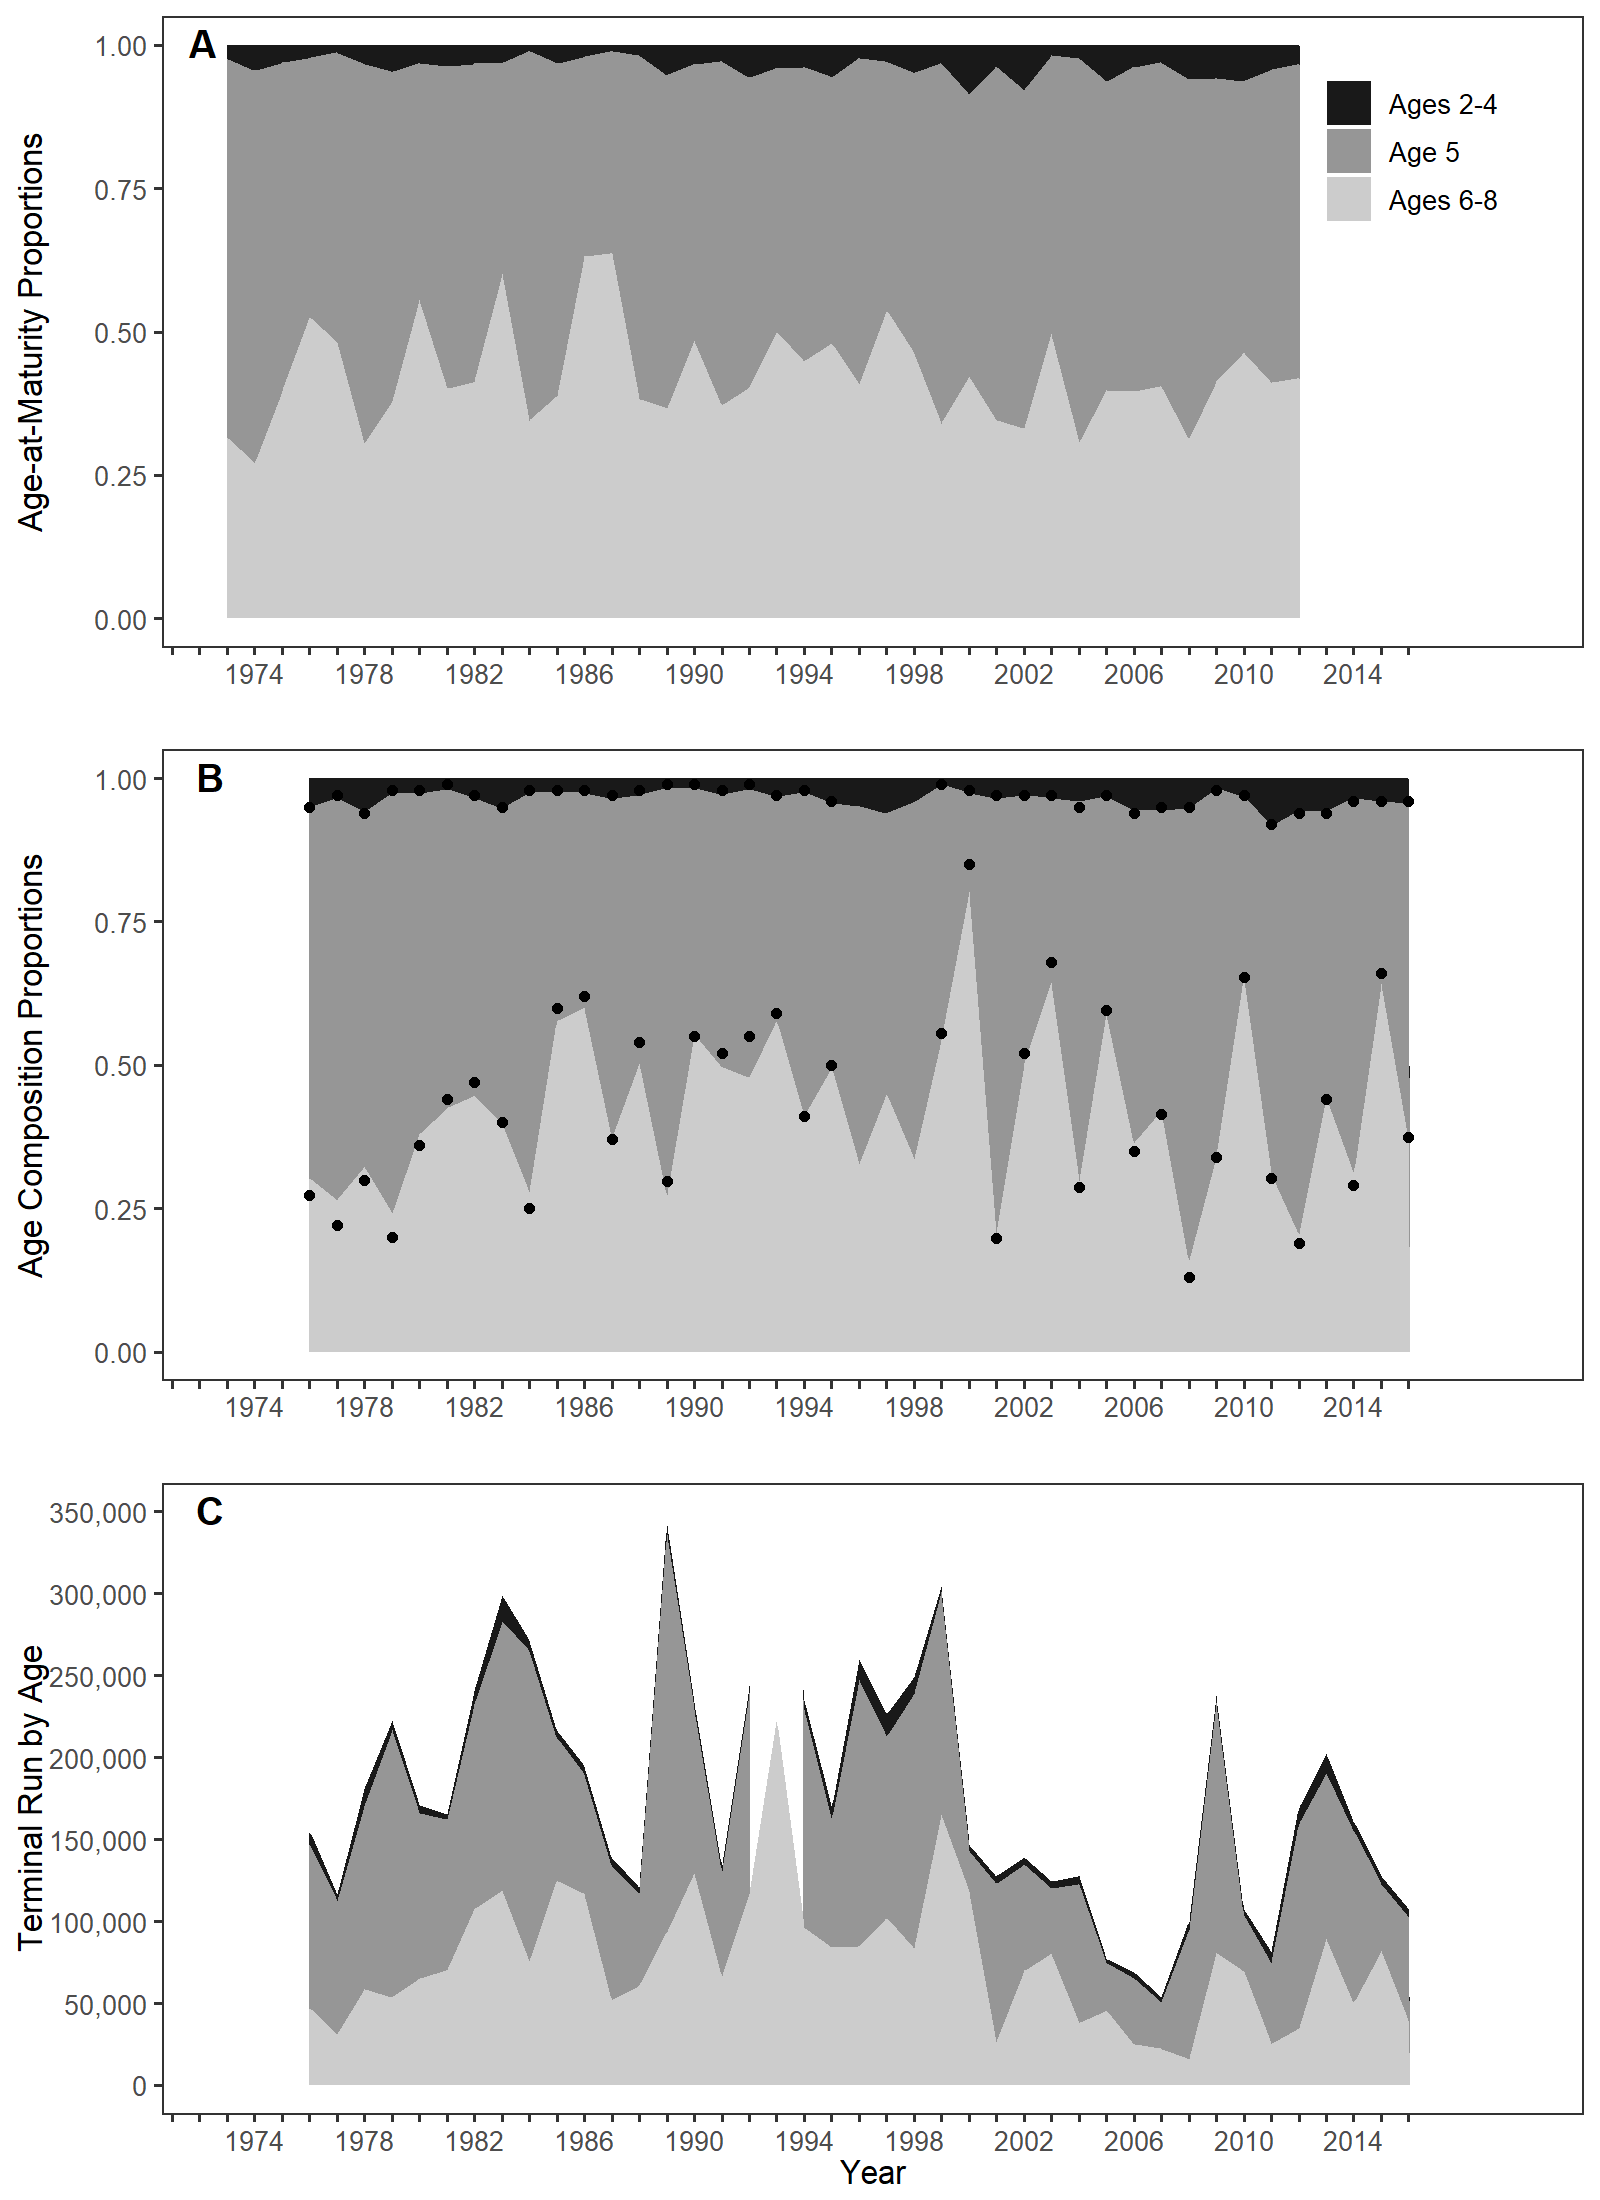 A
Age-at-Maturity Proportions
1.00
0.75
0.50
0.25
0.00
Ages 2-4
Age 5
Ages 6-8
1974 1978 1982 1986 1990 1994 1998 2002 2006 2010 2014
B
Age Composition Proportions
1.00
0.75
0.50
0.25
0.00
1974 1978 1982 1986 1990 1994 1998 2002 2006 2010 2014
C
Terminal Run by Age
350,000
300,000
250,000
200,000
150,000
100,000
50,000
0
1974 1978 1982 1986 1990 1994 1998 2002 2006 2010 2014
Year